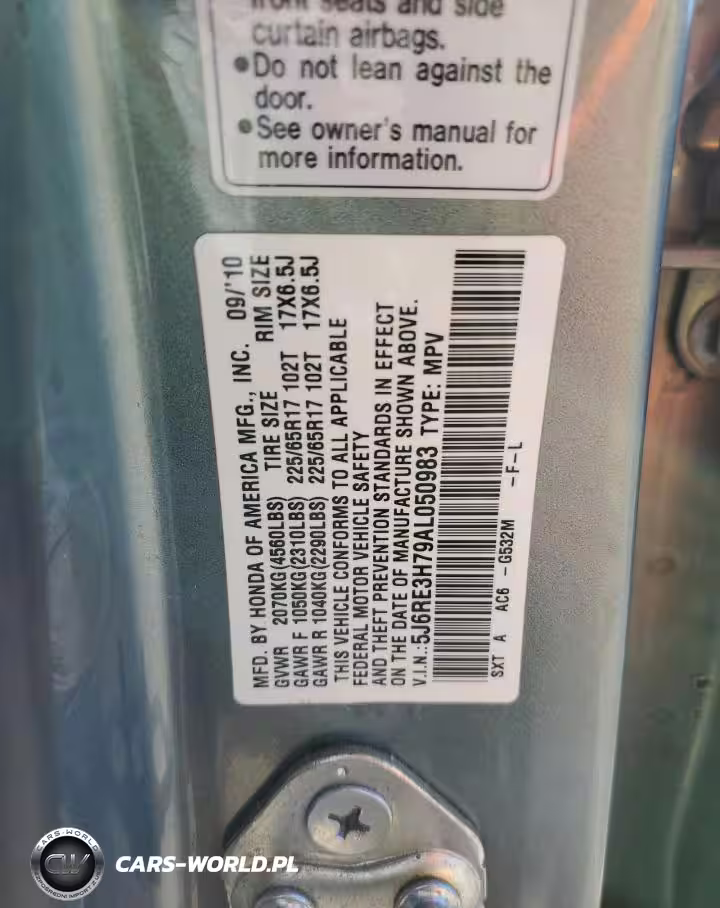 front seats and side
curtain airbags.
•Do not lean against the
door.
•See owner's manual for
more information.
MFD. BY HONDA OF AMERICA MFG., INC. 09/'10
GVWR 2070KG(4560LBS) TIRE SIZE RIM SIZE
GAWR F 1050KG(2310LBS) 225/65R17 102T 17X6.5J
GAWR R 1040KG(2290LBS) 225/65R17 102T 17X6.5J
THIS VEHICLE CONFORMS TO ALL APPLICABLE
FEDERAL MOTOR VEHICLE SAFETY
AND THEFT PREVENTION STANDARDS IN EFFECT
ON THE DATE OF MANUFACTURE SHOWN ABOVE.
V.I.N.:5J6RE3H79AL050983 TYPE: MPV
SXT A AC6 - G532M -F-L
CARS-WORLD
CW
CARS-WORLD.PL